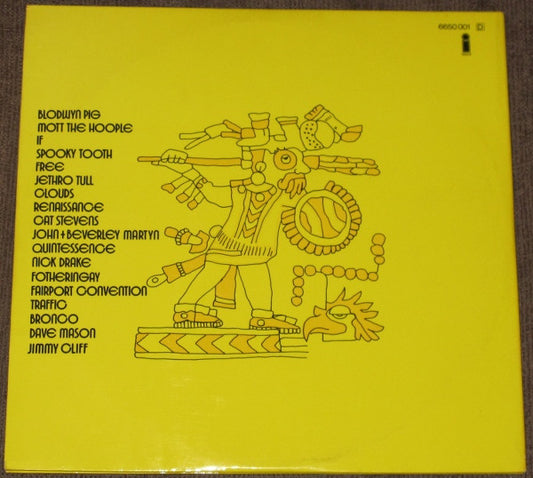 6650 001 D
BLODWYN PIG
MOTT THE HOOPLE
IF
SPOOKY TOOTH
FREE
JETHRO TULL
CLOUDS
RENAISSANCE
CAT STEVENS
JOHN + BEVERLEY MARTYN
QUINTESSENCE
NICK DRAKE
FOTHERINGAY
FAIRPORT CONVENTION
TRAFFIC
BRONCO
DAVE MASON
JIMMY CLIFF